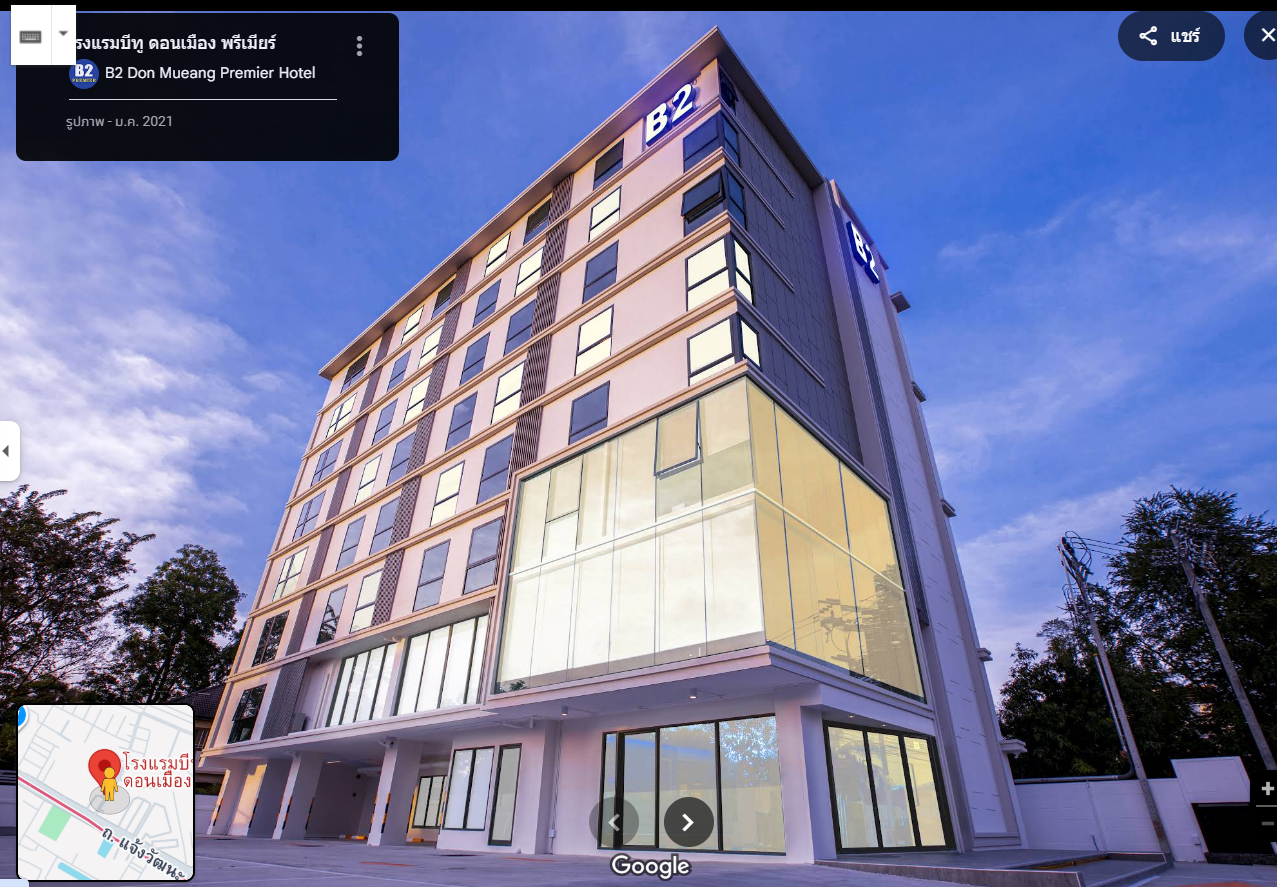 โรงแรมบีทู ดอนเมือง พรีเมียร์
B2
PREMIER
B2 Don Mueang Premier Hotel
รูปภาพ - ม.ค. 2021
แชร์
B2
B2
โรงแรมบี
ดอนเมือง
ถ. แจ้งวัฒนะ
Google